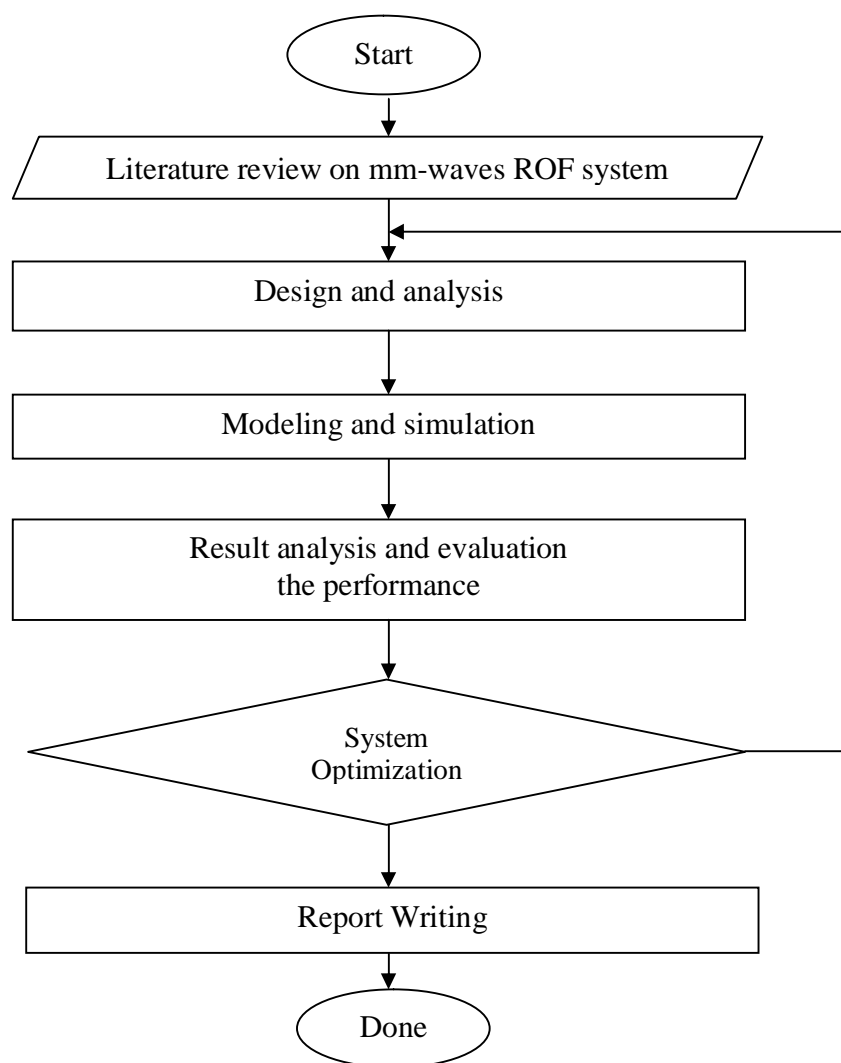 Start
Literature review on mm-waves ROF system
Design and analysis
Modeling and simulation
Result analysis and evaluation
the performance
System
Optimization
Report Writing
Done